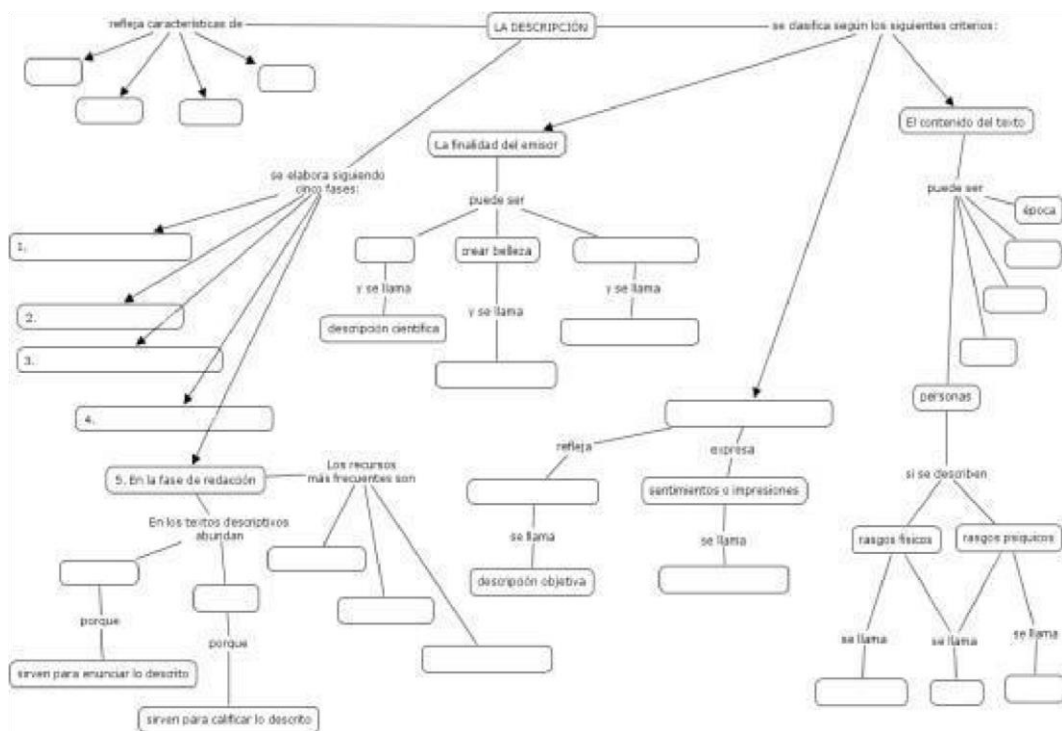 refleja características de
LA DESCRIPCIÓN
se clasifica según los siguientes criterios:
El contenido del texto
La finalidad del emisor
se elabora siguiendo
cinco fases:
puede ser
puede ser
época
1.
crear belleza
y se llama
y se llama
y se llama
2.
descripción científica
3.
personas
4.
refleja
expresa
Los recursos
más frecuentes son
5. En la fase de redacción
si se describen
sentimientos o impresiones
En los textos descriptivos
abundan
se llama
se llama
rasgos físicos
rasgos psíquicos
descripción objetiva
porque
porque
se llama
se llama
se llama
sirven para enunciar lo descrito
sirven para calificar lo descrito